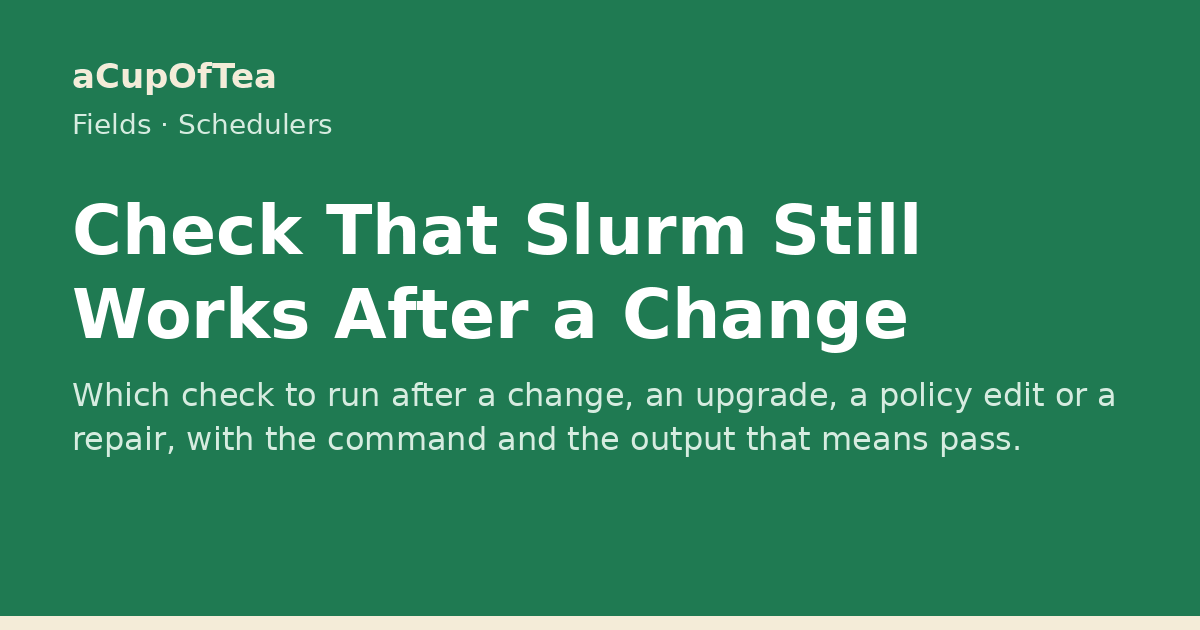 aCupOfTea
Fields · Schedulers
Check That Slurm Still
Works After a Change
Which check to run after a change, an upgrade, a policy edit or a
repair, with the command and the output that means pass.